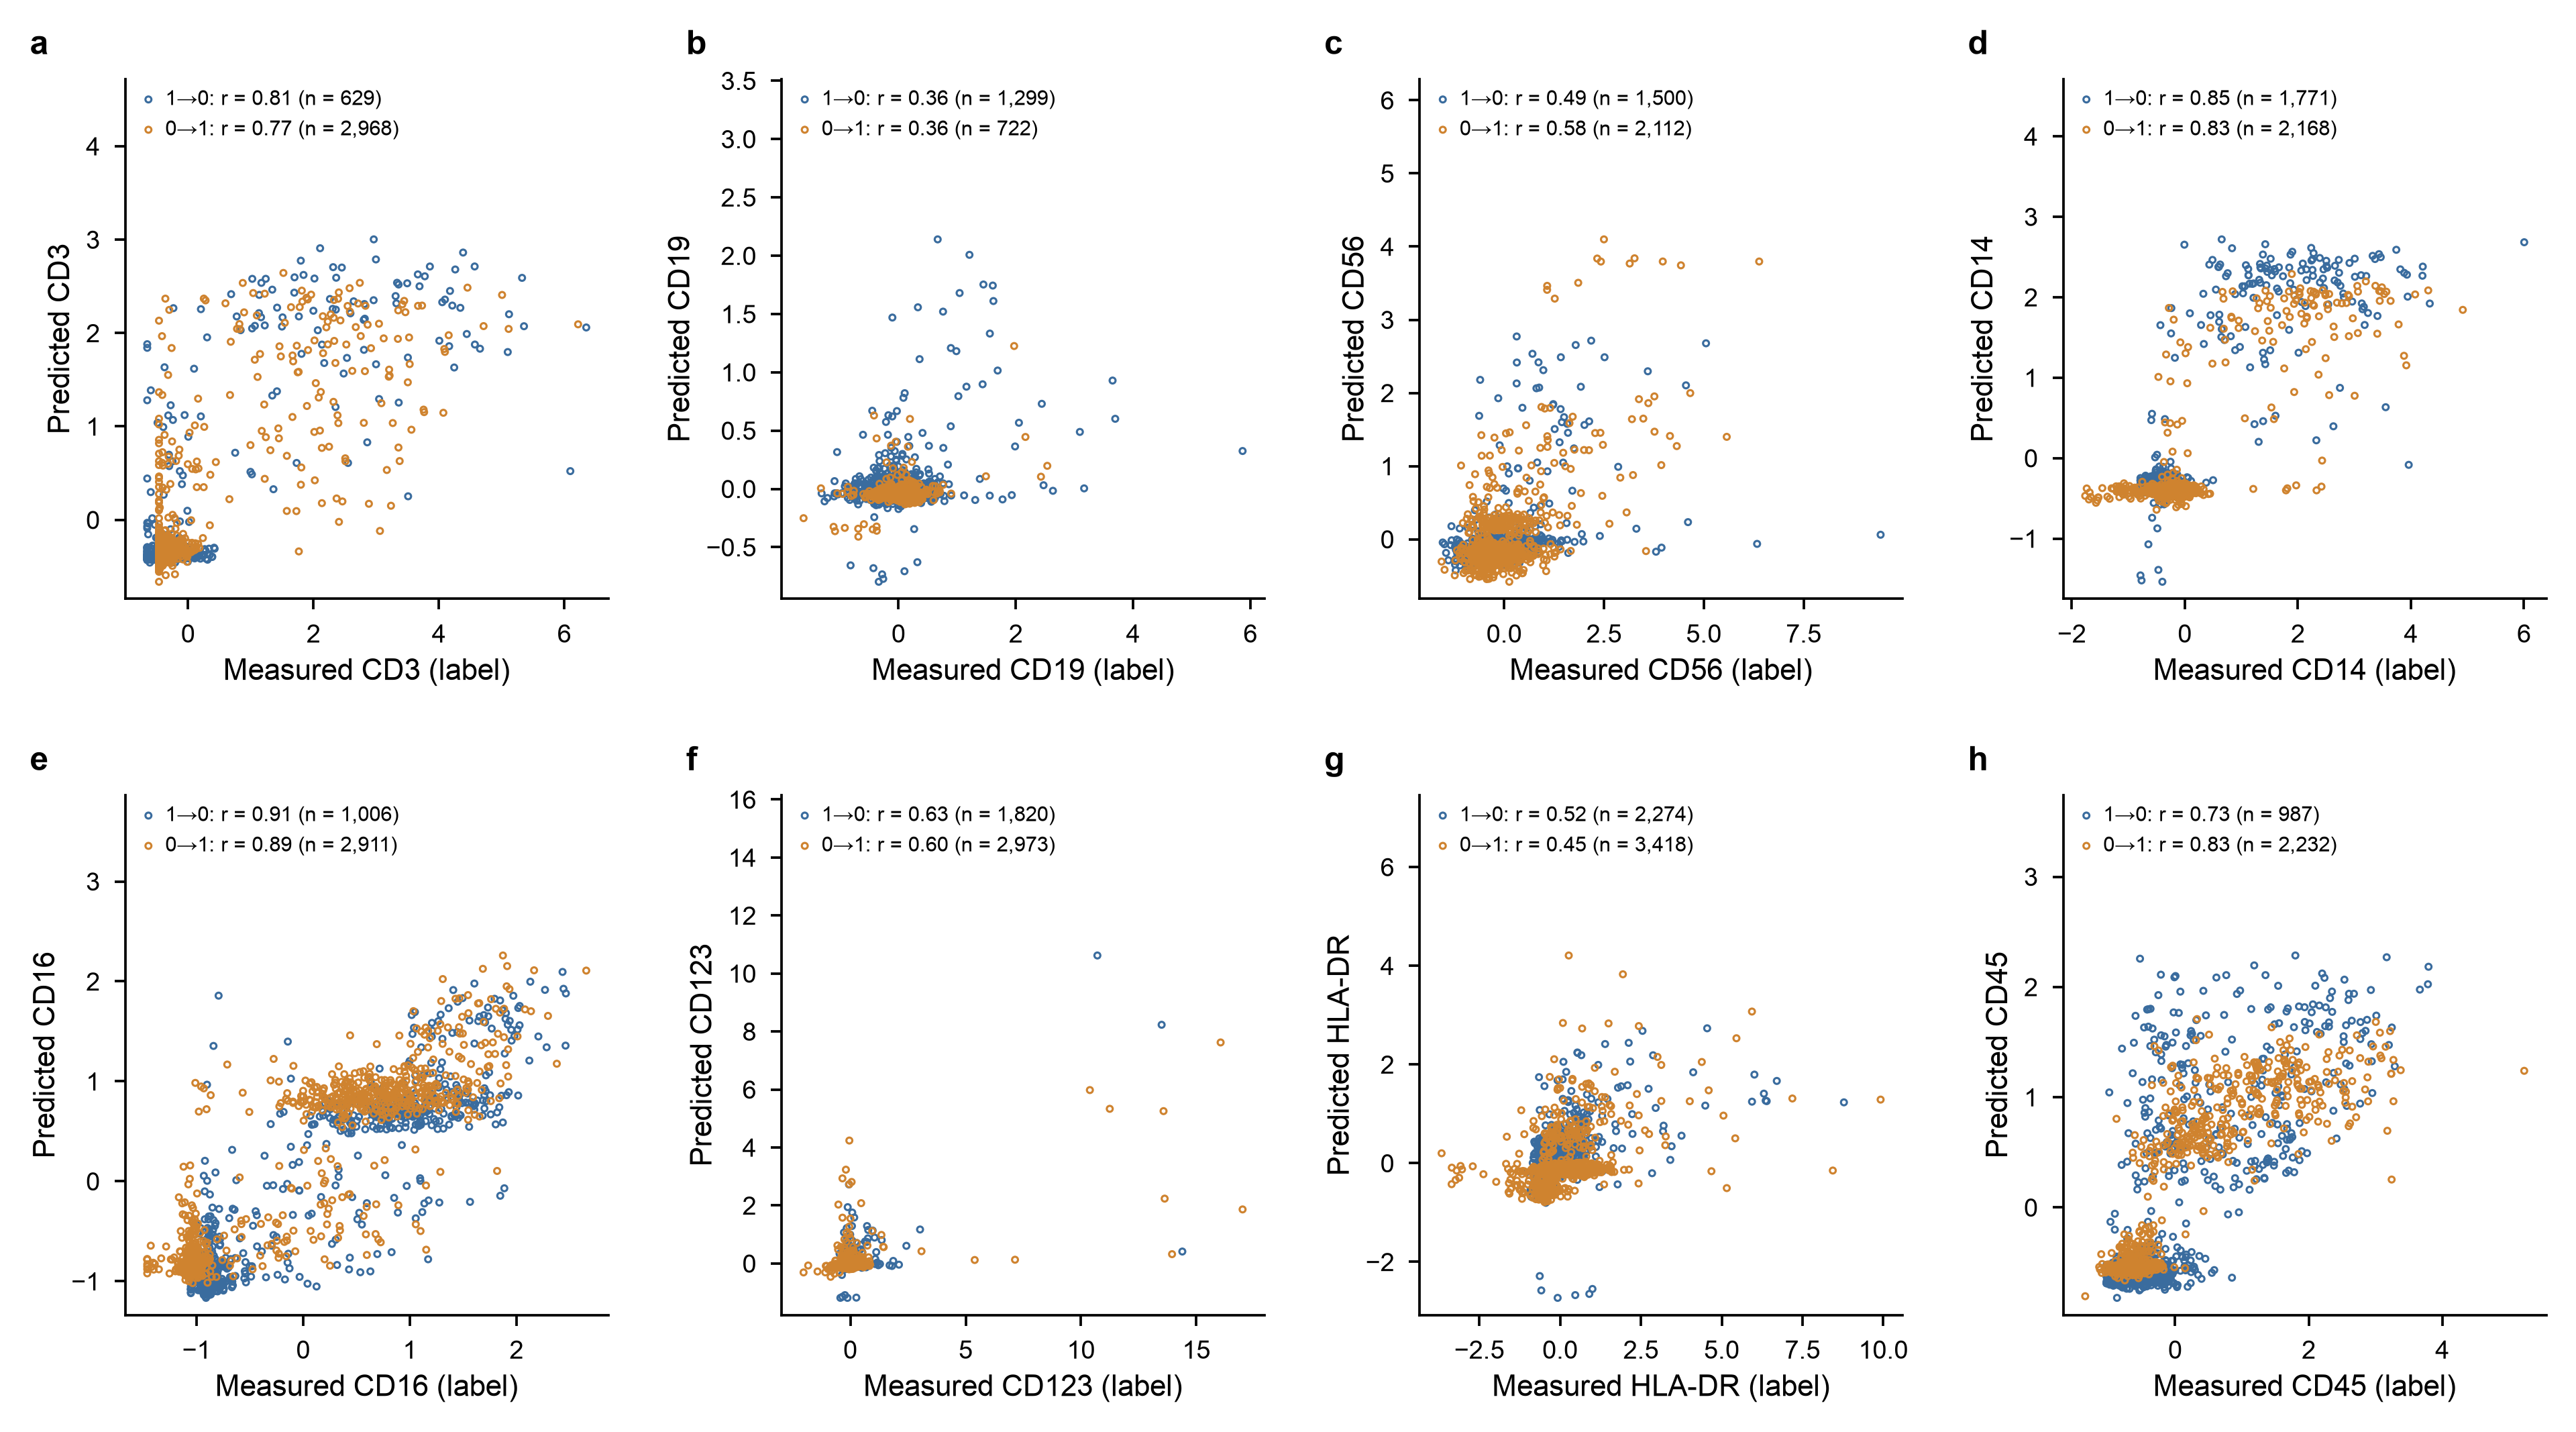 a
1→0: r = 0.81 (n = 629)
0→1: r = 0.77 (n = 2,968)
4
3
2
1
0
0
2
4
6
Predicted CD3
Measured CD3 (label)
b
1→0: r = 0.36 (n = 1,299)
0→1: r = 0.36 (n = 722)
3.5
3.0
2.5
2.0
1.5
1.0
0.5
0.0
−0.5
0
2
4
6
Predicted CD19
Measured CD19 (label)
c
1→0: r = 0.49 (n = 1,500)
0→1: r = 0.58 (n = 2,112)
6
5
4
3
2
1
0
0.0
2.5
5.0
7.5
Predicted CD56
Measured CD56 (label)
d
1→0: r = 0.85 (n = 1,771)
0→1: r = 0.83 (n = 2,168)
4
3
2
1
0
−1
−2
0
2
4
6
Predicted CD14
Measured CD14 (label)
e
1→0: r = 0.91 (n = 1,006)
0→1: r = 0.89 (n = 2,911)
3
2
1
0
−1
−1
0
1
2
Predicted CD16
Measured CD16 (label)
f
1→0: r = 0.63 (n = 1,820)
0→1: r = 0.60 (n = 2,973)
16
14
12
10
8
6
4
2
0
0
5
10
15
Predicted CD123
Measured CD123 (label)
g
1→0: r = 0.52 (n = 2,274)
0→1: r = 0.45 (n = 3,418)
6
4
2
0
−2
−2.5
0.0
2.5
5.0
7.5
10.0
Predicted HLA-DR
Measured HLA-DR (label)
h
1→0: r = 0.73 (n = 987)
0→1: r = 0.83 (n = 2,232)
3
2
1
0
0
2
4
Predicted CD45
Measured CD45 (label)